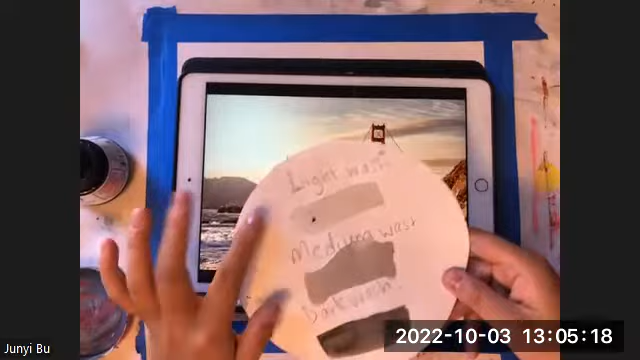 Light wash
Medium wash
Dark wash
2022-10-03 13:05:18
Junyi Bu